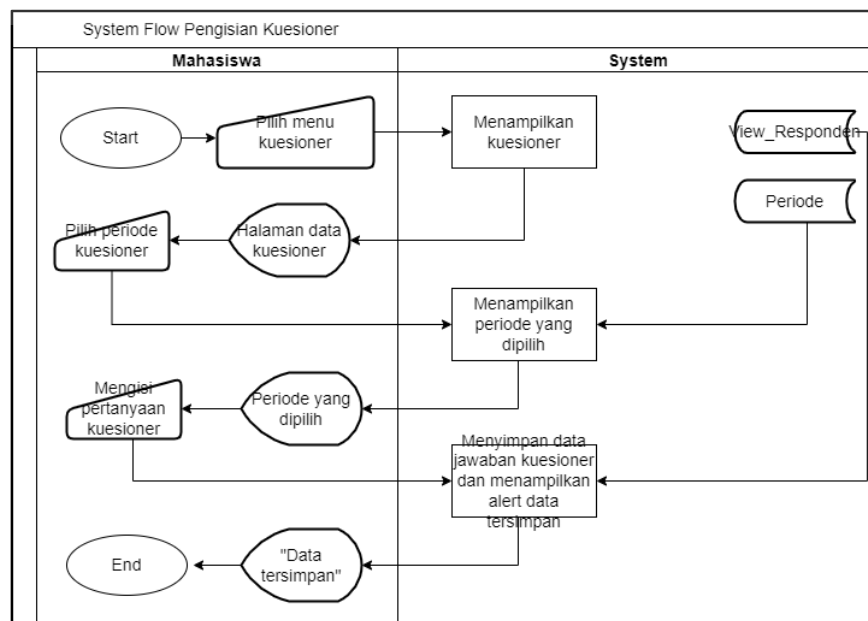 System Flow Pengisian Kuesioner
Mahasiswa
System
Start
Pilih menu
kuesioner
Menampilkan
kuesioner
View_Responden
Pilih periode
kuesioner
Halaman data
kuesioner
Periode
Menampilkan
periode yang
dipilih
Mengisi
pertanyaan
kuesioner
Periode yang
dipilih
Menyimpan data
jawaban kuesioner
dan menampilkan
alert data
tersimpan
End
"Data
tersimpan"